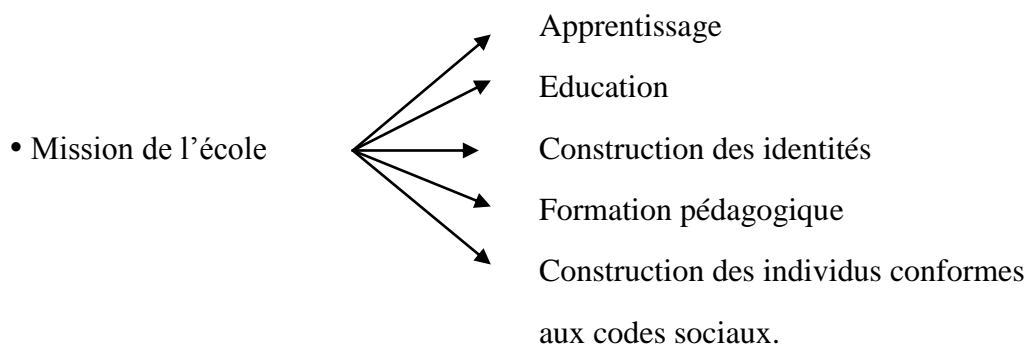 Apprentissage
Education
• Mission de l’école
Construction des identités
Formation pédagogique
Construction des individus conformes
aux codes sociaux.